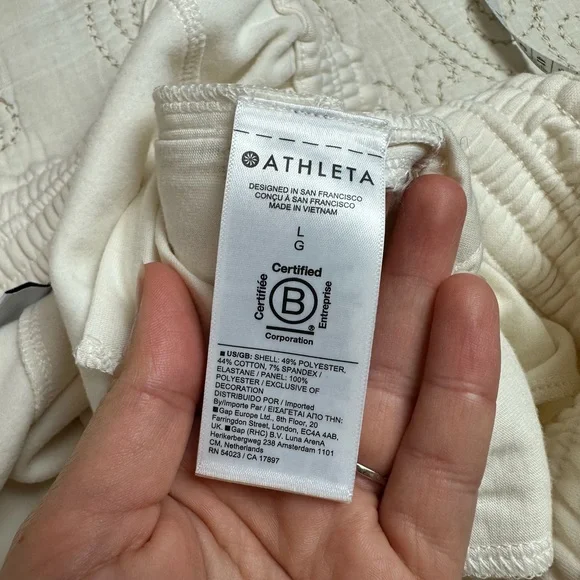 ATHLETA
DESIGNED IN SAN FRANCISCO
CONÇU À SAN FRANCISCO
MADE IN VIETNAM
L
G
Certified
Certifiée
B
Entreprise
®
Corporation
■ US/GB: SHELL: 49% POLYESTER,
44% COTTON, 7% SPANDEX /
ELASTANE / PANEL: 100%
POLYESTER / EXCLUSIVE OF
DECORATION
DISTRIBUIDO POR / Imported
By/Importe Par / ΕΙΣΑΓΕΤΑΙ ΑΠΟ ΤΗΝ:
■ Gap Europe Ltd., 8th Floor, 20
Farringdon Street, London, EC4A 4AB,
UK. ■ Gap (RHC) B.V. Luna ArenA
Herikerbergweg 238 Amsterdam 1101
CM, Netherlands
RN 54023 / CA 17897